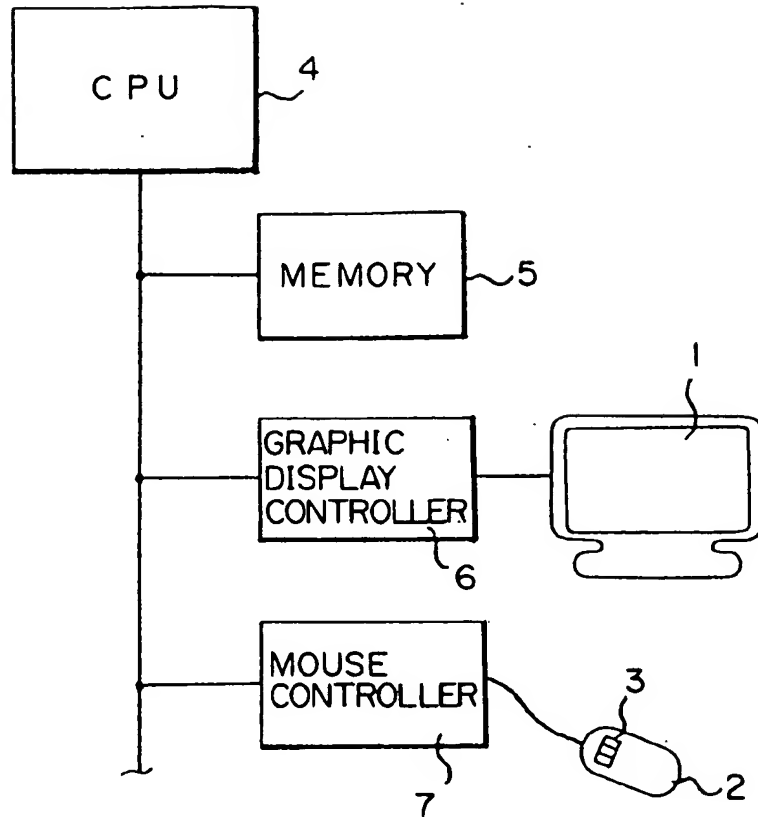 CPU
4
MEMORY
5
1
GRAPHIC
DISPLAY
CONTROLLER
6
MOUSE
CONTROLLER
7
3
2